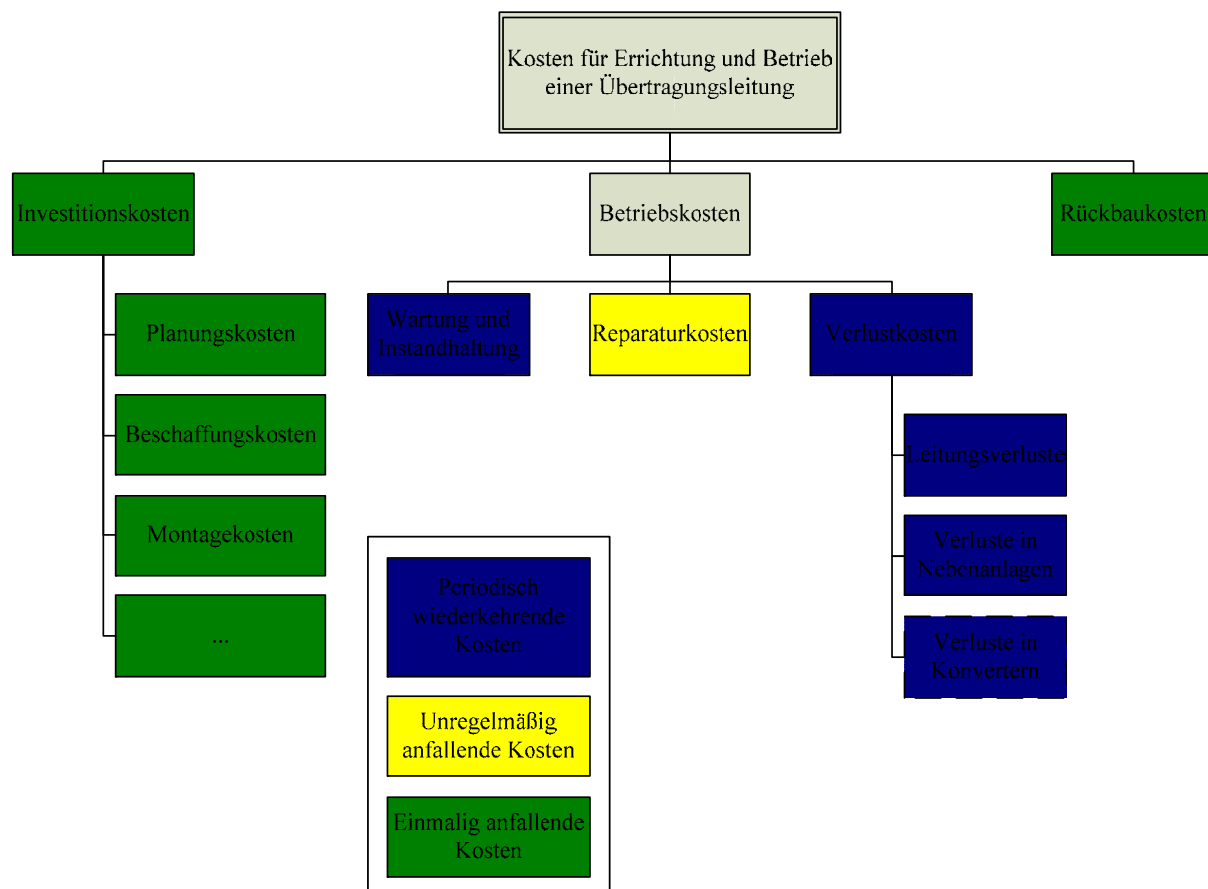 Kosten für Errichtung und Betrieb
einer Übertragungsleitung
Investitionskosten
Betriebskosten
Rückbaukosten
Planungskosten
Beschaffungskosten
Montagekosten
...
Wartung und
Instandhaltung
Reparaturkosten
Verlustkosten
Leitungsverluste
Verluste in
Nebenanlagen
Verluste in
Konvertern
Periodisch
wiederkehrende
Kosten
Unregelmäßig
anfallende Kosten
Einmalig anfallende
Kosten